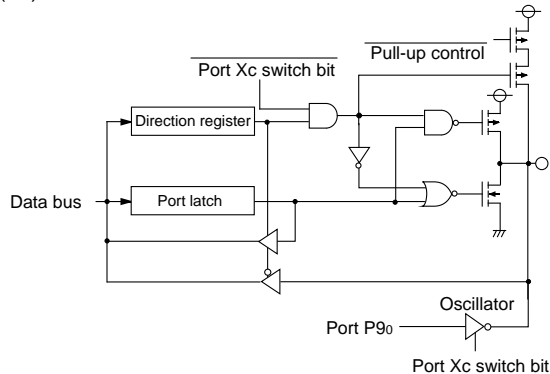 Pull-up control
Port Xc switch bit
Direction register
Data bus
Port latch
Oscillator
Port P90
Port Xc switch bit